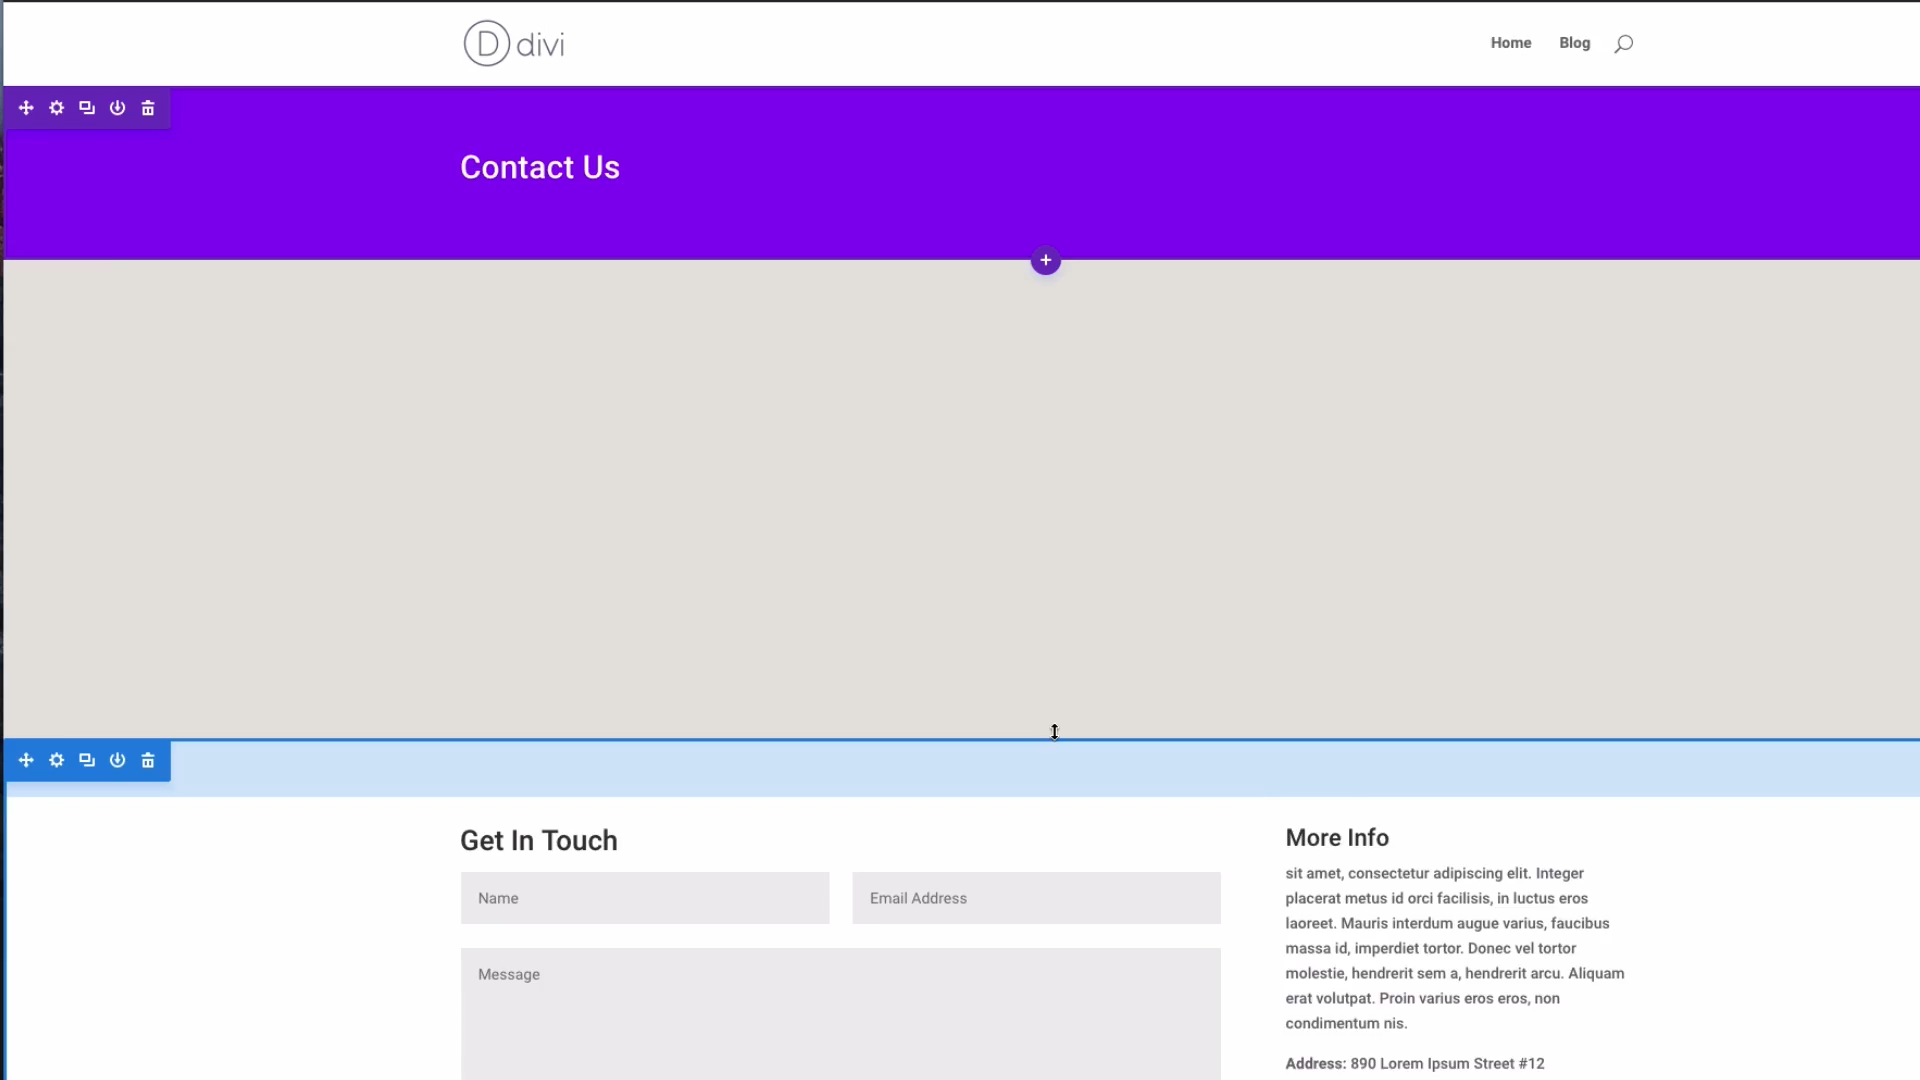 D divi
Home
Blog
Contact Us
Get In Touch
Name
Email Address
Message
More Info
sit amet, consectetur adipiscing elit. Integer
placerat metus id orci facilisis, in luctus eros
laoreet. Mauris interdum augue varius, faucibus
massa id, imperdiet tortor. Donec vel tortor
molestie, hendrerit sem a, hendrerit arcu. Aliquam
erat volutpat. Proin varius eros eros, non
condimentum nis.
Address: 890 Lorem Ipsum Street #12